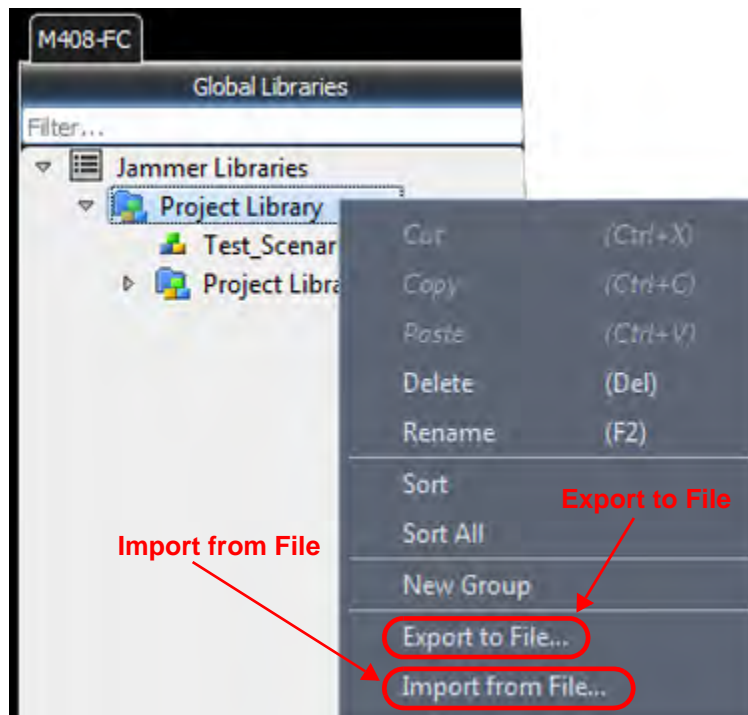 M408-FC
Global Libraries
Filter...
Jammer Libraries
Project Library
Test_Scenar
Project Libra
Cut (Ctrl+X)
Copy (Ctrl+C)
Paste (Ctrl+V)
Delete (Del)
Rename (F2)
Sort
Export to File
Sort All
Import from File
New Group
Export to File...
Import from File...